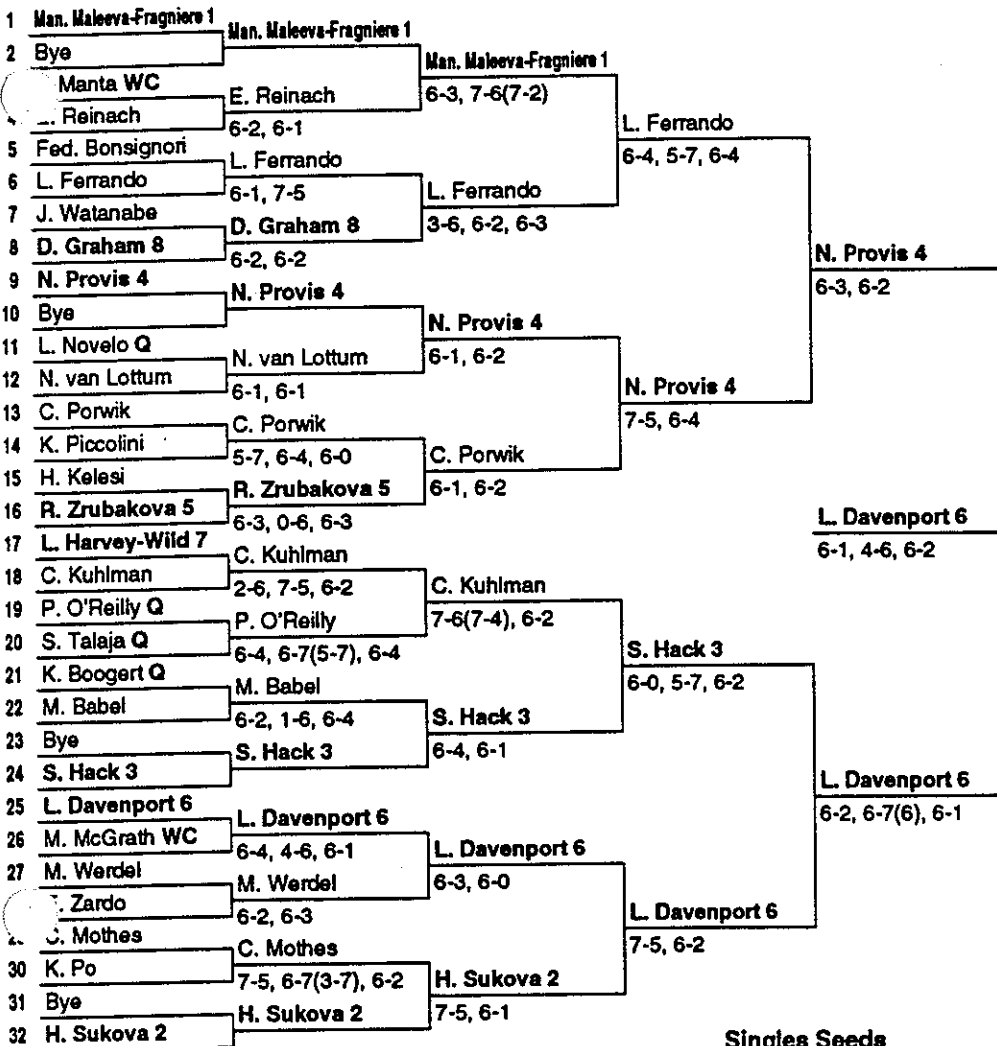 1 Man. Maleeva-Fragniere 1
2 Bye
Manta WC
Reinach
5 Fed. Bonsignori
6 L. Ferrando
7 J. Watanabe
8 D. Graham 8
9 N. Provis 4
10 Bye
11 L. Novelo Q
12 N. van Lottum
13 C. Porwik
14 K. Piccolini
15 H. Kelesi
16 R. Zrubakova 5
17 L. Harvey-Wild 7
18 C. Kuhlman
19 P. O'Reilly Q
20 S. Talaja Q
21 K. Boogert Q
22 M. Babel
23 Bye
24 S. Hack 3
25 L. Davenport 6
26 M. McGrath WC
27 M. Werdel
Zardo
C. Mothes
30 K. Po
31 Bye
32 H. Sukova 2
Man. Maleeva-Fragniere 1
E. Reinach
6-2, 6-1
L. Ferrando
6-1, 7-5
D. Graham 8
6-2, 6-2
N. Provis 4
N. van Lottum
6-1, 6-1
C. Porwik
5-7, 6-4, 6-0
R. Zrubakova 5
6-3, 0-6, 6-3
C. Kuhlman
2-6, 7-5, 6-2
P. O'Reilly
6-4, 6-7(5-7), 6-4
M. Babel
6-2, 1-6, 6-4
S. Hack 3
L. Davenport 6
6-4, 4-6, 6-1
M. Werdel
6-2, 6-3
C. Mothes
7-5, 6-7(3-7), 6-2
H. Sukova 2
Man. Maleeva-Fragniere 1
6-3, 7-6(7-2)
L. Ferrando
3-6, 6-2, 6-3
N. Provis 4
6-1, 6-2
C. Porwik
6-1, 6-2
C. Kuhlman
7-6(7-4), 6-2
S. Hack 3
6-4, 6-1
L. Davenport 6
6-3, 6-0
H. Sukova 2
7-5, 6-1
L. Ferrando
6-4, 5-7, 6-4
N. Provis 4
7-5, 6-4
S. Hack 3
6-0, 5-7, 6-2
L. Davenport 6
7-5, 6-2
N. Provis 4
6-3, 6-2
L. Davenport 6
6-2, 6-7(6), 6-1
L. Davenport 6
6-1, 4-6, 6-2
Singles Seeds